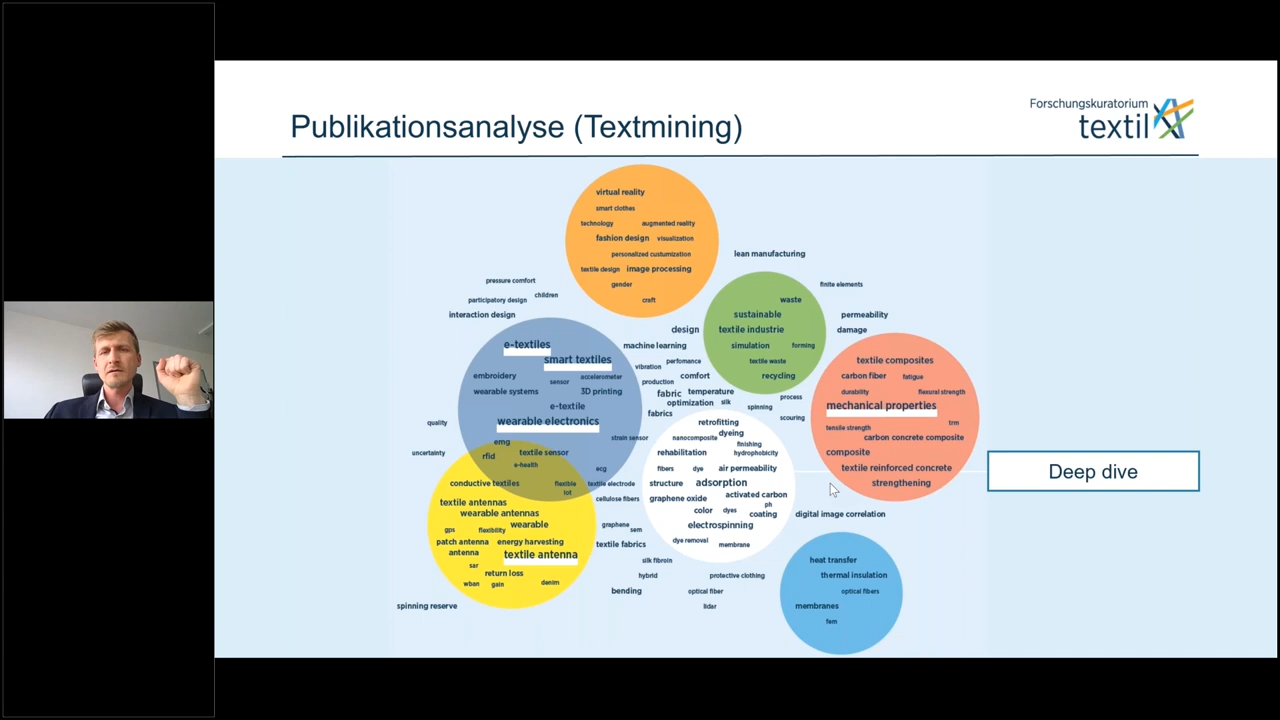 Publikationsanalyse (Textmining)
Forschungskuratorium
textil
virtual reality
smart clothes
technology augmented reality
fashion design visualization
personalized custumization
textile design image processing
gender
craft
lean manufacturing
pressure comfort
children
participatory design
interaction design
finite elements
waste
sustainable
textile industrie
simulation forming
textile waste
recycling
permeability
damage
design
machine learning
vibration perfomance
production comfort
fabric temperature
optimization silk
fabrics
process
spinning
scouring
e-textiles
smart textiles
embroidery sensor accelerometer
wearable systems 3D printing
e-textile
wearable electronics
emg
rfid textile sensor
e-health
strain sensor
ecg
quality
uncertainty
conductive textiles flexible textile electrode
iot
cellulose fibers
textile antennas
wearable antennas
gps flexibility wearable
patch antenna energy harvesting
antenna textile antenna
sar
return loss
wban gain denim
spinning reserve
graphene
sem
textile fabrics
silk fibroin
hybrid
bending
protective clothing
optical fiber
lidar
retrofitting
nanocomposite dyeing
finishing
rehabilitation hydrophobicity
fibers dye air permeability
structure adsorption
graphene oxide activated carbon
ph
color dyes coating
electrospinning
dye removal membrane
textile composites
carbon fiber fatigue
durability flexural strength
mechanical properties
tensile strength trm
carbon concrete composite
composite
textile reinforced concrete
strengthening
digital image correlation
Deep dive
heat transfer
thermal insulation
optical fibers
membranes
fem